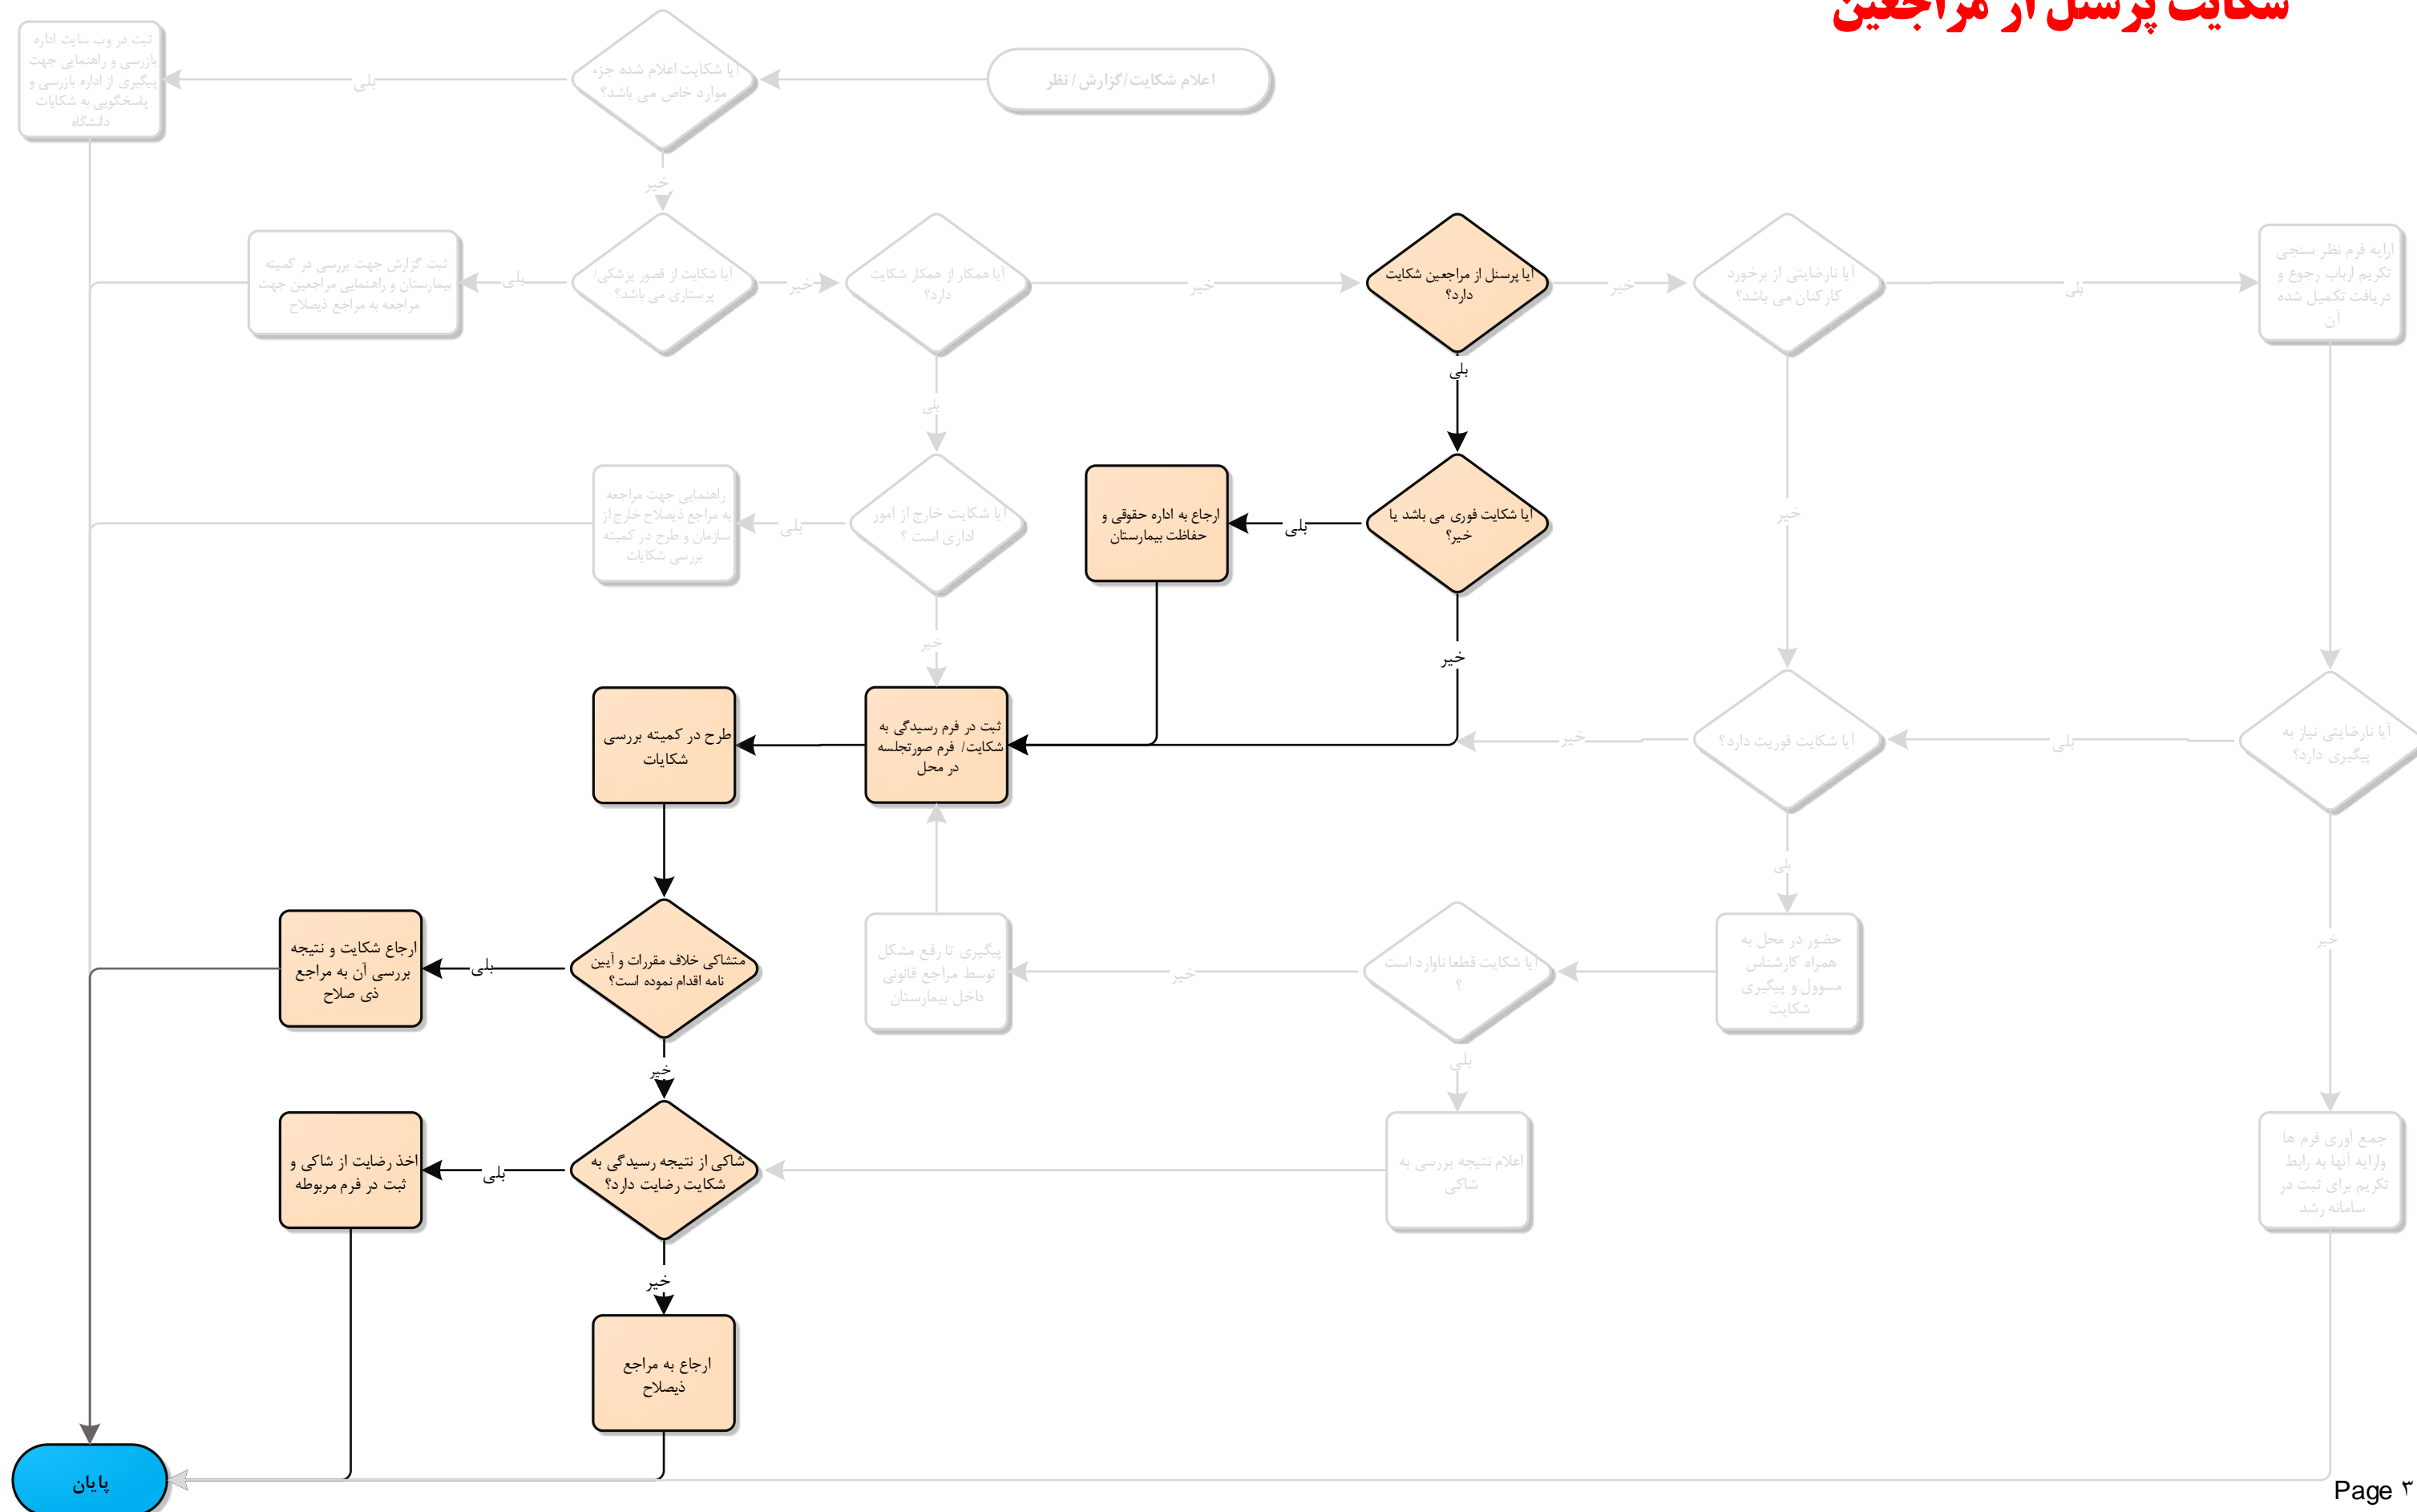 شکایت پرسنل از مراجعین
اعلام شکایت/گزارش/ نظر
آیا شکایت اعلام شده جزء
موارد خاص می باشد؟
بلی
ثبت در وب سایت اداره
بازرسی و راهنمایی جهت
پیگیری از اداره بازرسی و
پاسخگویی به شکایات
دانشگاه
خیر
آیا شکایت از قصور پزشکی/
پرستاری می باشد؟
بلی
ثبت گزارش جهت بررسی در کمیته
بیمارستان و راهنمایی مراجعین جهت
مراجعه به مراجع ذیصلاح
خیر
آیا همکار از همکار شکایت
دارد؟
خیر
آیا پرسنل از مراجعین شکایت
دارد؟
خیر
آیا نارضایتی از برخورد
کارکنان می باشد؟
بلی
ارایه فرم نظر سنجی
تکریم ارباب رجوع و
دریافت تکمیل شده
آن
بلی
آیا شکایت خارج از امور
اداری است ؟
بلی
راهنمایی جهت مراجعه
به مراجع ذیصلاح خارج از
سازمان و طرح در کمیته
بررسی شکایات
خیر
بلی
آیا شکایت فوری می باشد یا
خیر؟
بلی
ارجاع به اداره حقوقی و
حفاظت بیمارستان
خیر
خیر
ثبت در فرم رسیدگی به
شکایت/ فرم صورتجلسه
در محل
طرح در کمیته بررسی
شکایات
آیا نارضایتی نیاز به
پیگیری دارد؟
بلی
آیا شکایت فوریت دارد؟
خیر
بلی
حضور در محل به
همراه کارشناس
مسوول و پیگیری
شکایت
آیا شکایت قطعا ناوارد است
؟
خیر
پیگیری تا رفع مشکل
توسط مراجع قانونی
داخل بیمارستان
بلی
اعلام نتیجه بررسی به
شاکی
خیر
جمع آوری فرم ها
وارایه آنها به رابط
تکریم برای ثبت در
سامانه رشد
متشاکی خلاف مقررات و آیین
نامه اقدام نموده است؟
بلی
ارجاع شکایت و نتیجه
بررسی آن به مراجع
ذی صلاح
خیر
شاکی از نتیجه رسیدگی به
شکایت رضایت دارد؟
بلی
اخذ رضایت از شاکی و
ثبت در فرم مربوطه
خیر
ارجاع به مراجع
ذیصلاح
پایان
Page ۳